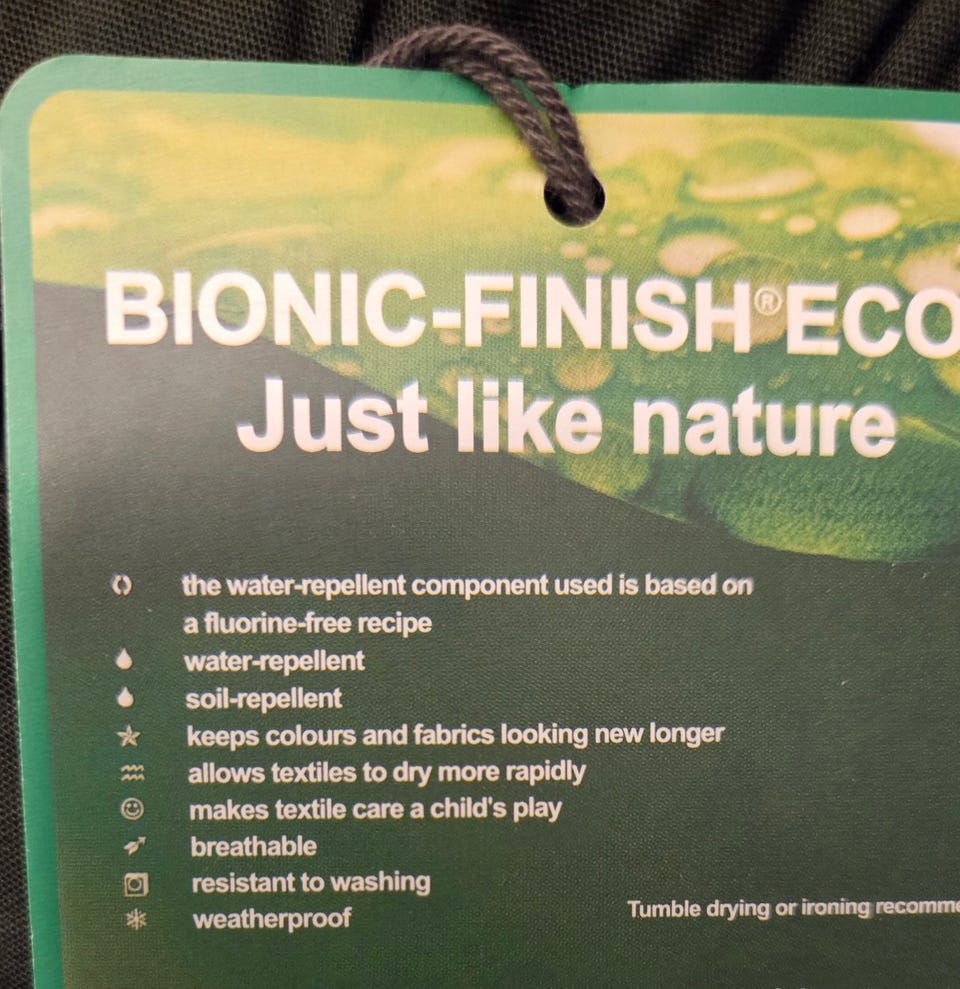 BIONIC-FINISH®ECO
Just like nature
the water-repellent component used is based on
a fluorine-free recipe
water-repellent
soil-repellent
keeps colours and fabrics looking new longer
allows textiles to dry more rapidly
makes textile care a child's play
breathable
resistant to washing
weatherproof
Tumble drying or ironing